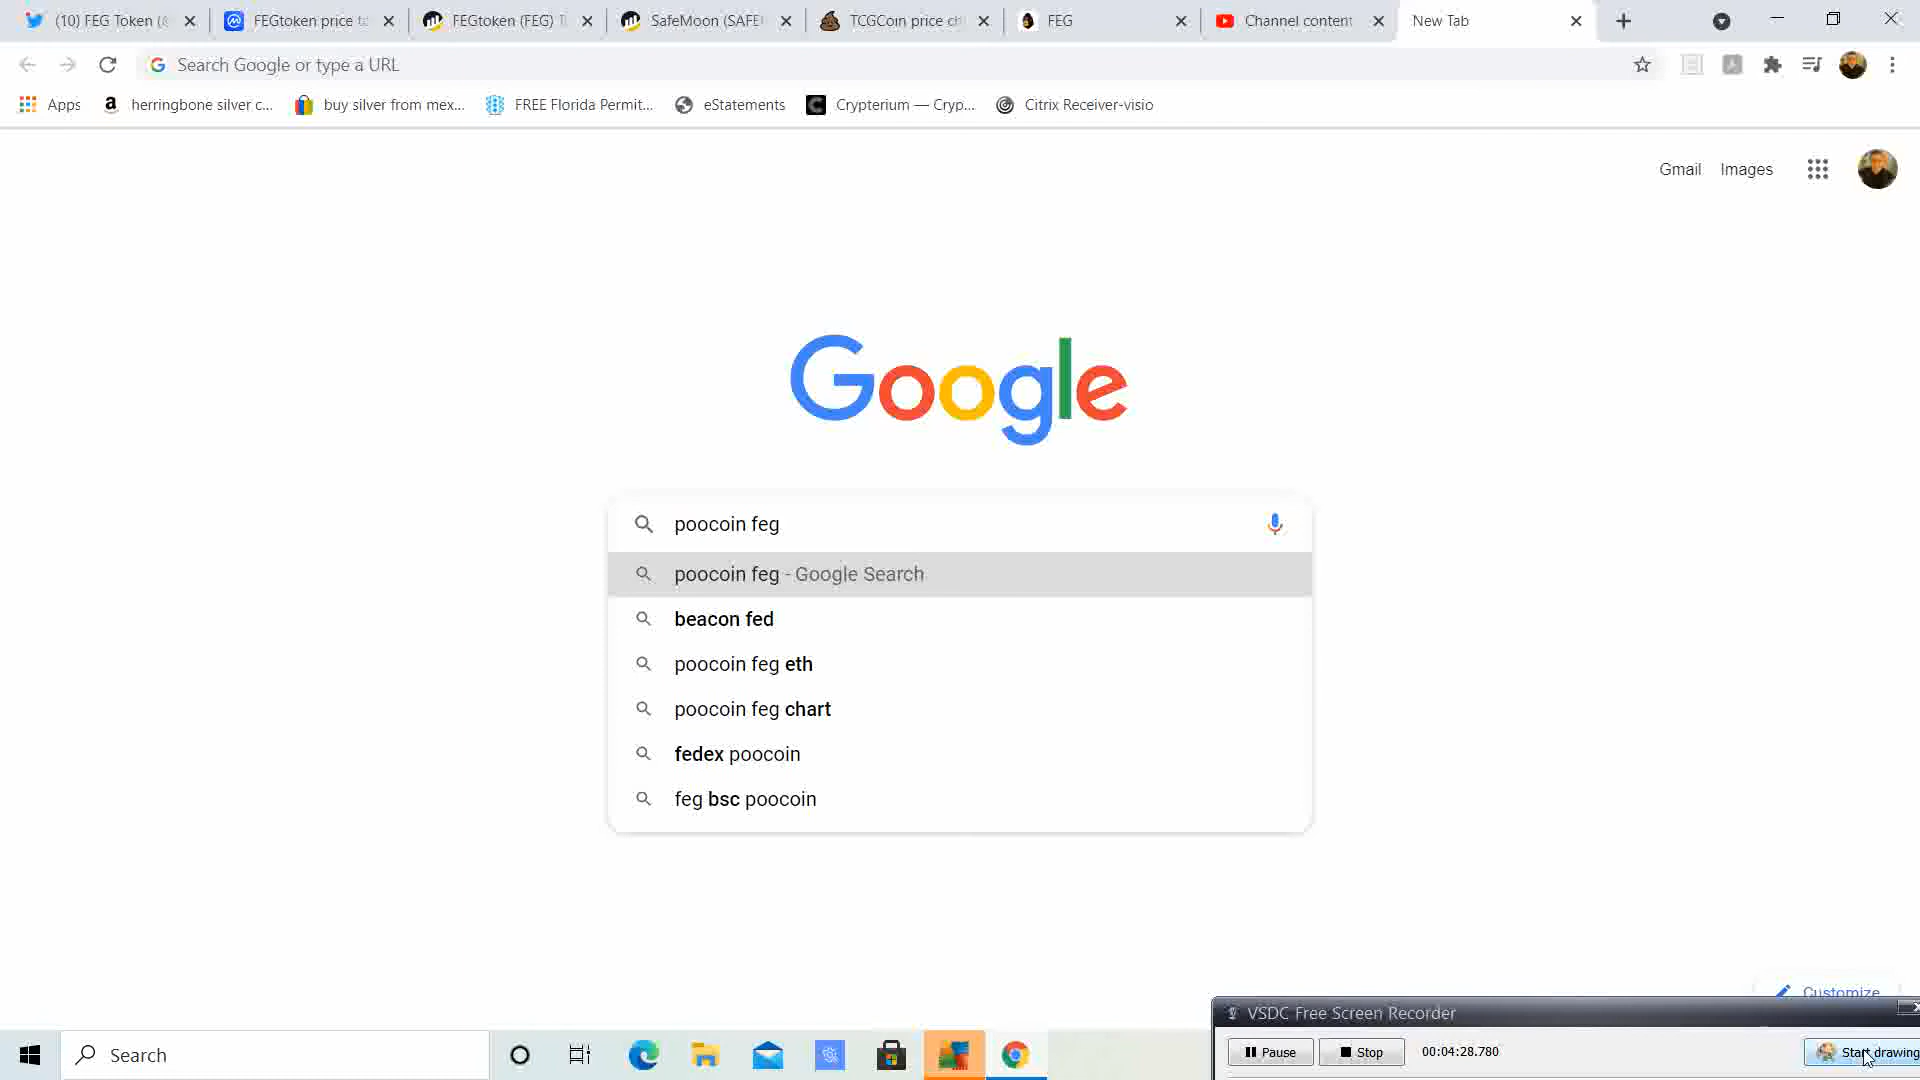 (10) FEG Token (@
FEGtoken price to
FEGtoken (FEG) T
SafeMoon (SAFE
TCGCoin price ch
FEG
Channel content
New Tab
Search Google or type a URL
Apps
herringbone silver c...
buy silver from mex...
FREE Florida Permit...
eStatements
Crypterium — Cryp...
Citrix Receiver-visio
Gmail
Images
Google
poocoin feg
poocoin feg - Google Search
beacon fed
poocoin feg eth
poocoin feg chart
fedex poocoin
feg bsc poocoin
Customize
VSDC Free Screen Recorder
Pause
Stop
00:04:28.780
Start drawing
Search